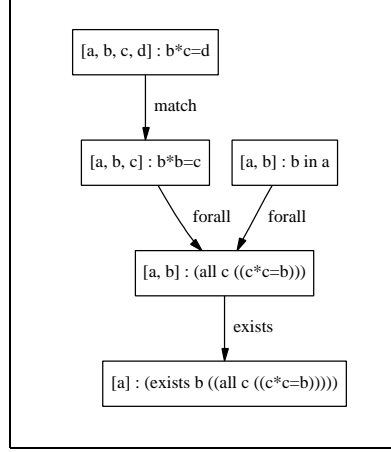 [a, b, c, d] : b*c=d
match
[a, b, c] : b*b=c
[a, b] : b in a
forall
forall
[a, b] : (all c ((c*c=b)))
exists
[a] : (exists b ((all c ((c*c=b)))))